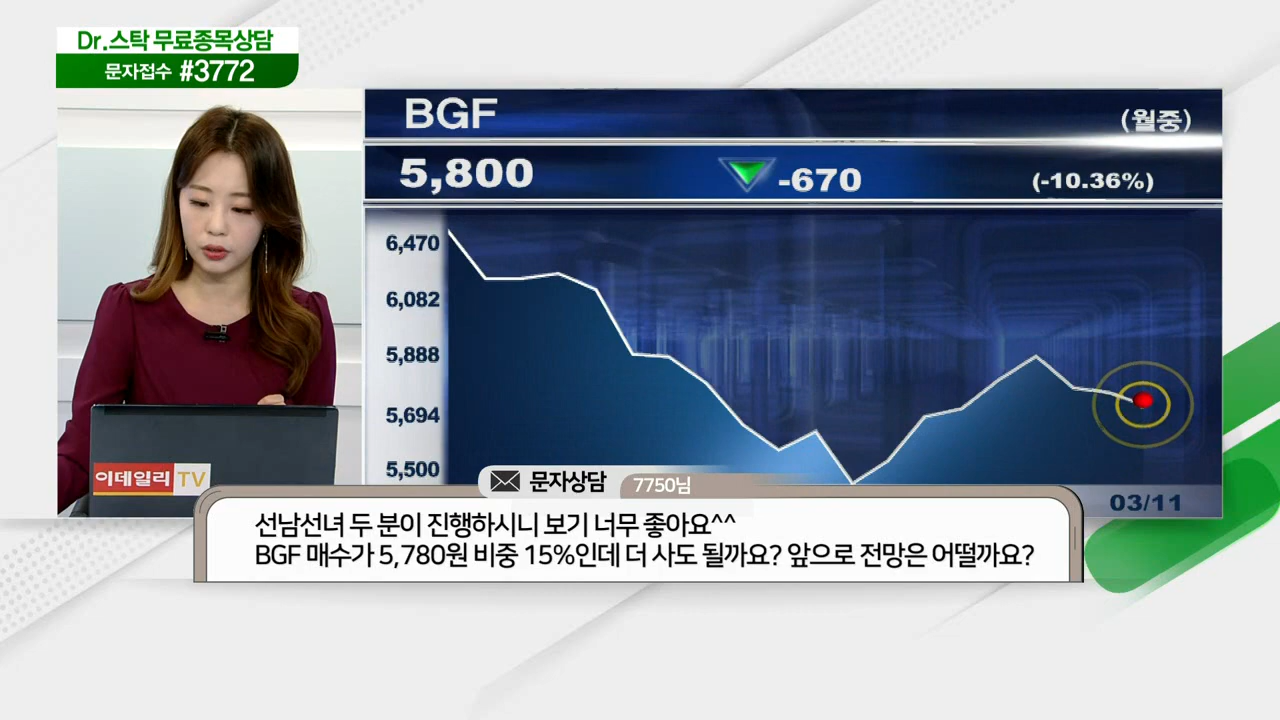 Dr.스탁 무료종목상담
문자접수 #3772
BGF
(월중)
5,800
-670
(-10.36%)
6,470
6,082
5,888
5,694
5,500
03/11
이데일리TV
문자상담
7750님
선남선녀 두 분이 진행하시니 보기 너무 좋아요^^
BGF 매수가 5,780원 비중 15%인데 더 사도 될까요? 앞으로 전망은 어떨까요?